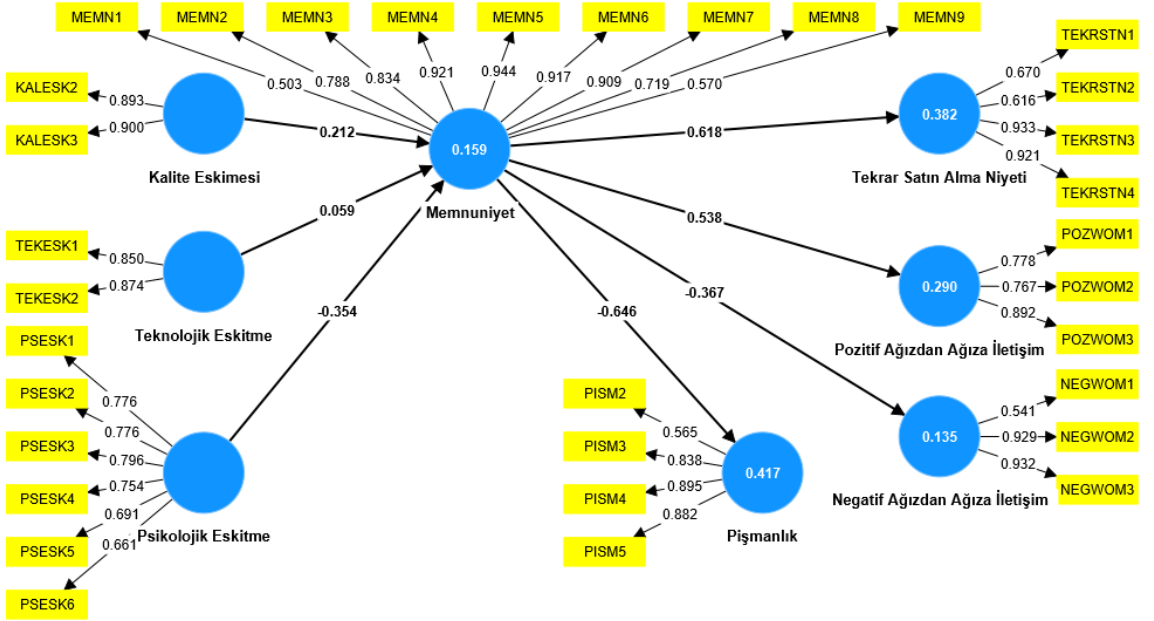 MEMN1 MEMN2 MEMN3 MEMN4 MEMN5 MEMN6 MEMN7 MEMN8 MEMN9
0.503 0.788 0.834 0.921 0.944 0.917 0.909 0.719 0.570
KALESK2
0.893
KALESK3
0.900
Kalite Eskimesi
0.212
TEKESK1
0.850
TEKESK2
0.874
Teknolojik Eskitme
0.059
PSESK1
0.776
PSESK2
0.776
PSESK3
0.796
PSESK4
0.754
PSESK5
0.691
PSESK6
0.661
Psikolojik Eskitme
-0.354
0.159
Memnuniyet
0.618
0.538
-0.367
-0.646
0.382
Tekrar Satın Alma Niyeti
TEKRSTN1
0.670
TEKRSTN2
0.616
TEKRSTN3
0.933
TEKRSTN4
0.921
0.290
Pozitif Ağızdan Ağıza İletişim
POZWOM1
0.778
POZWOM2
0.767
POZWOM3
0.892
0.135
Negatif Ağızdan Ağıza İletişim
NEGWOM1
0.541
NEGWOM2
0.929
NEGWOM3
0.932
PISM2
0.565
PISM3
0.838
PISM4
0.895
PISM5
0.882
0.417
Pişmanlık